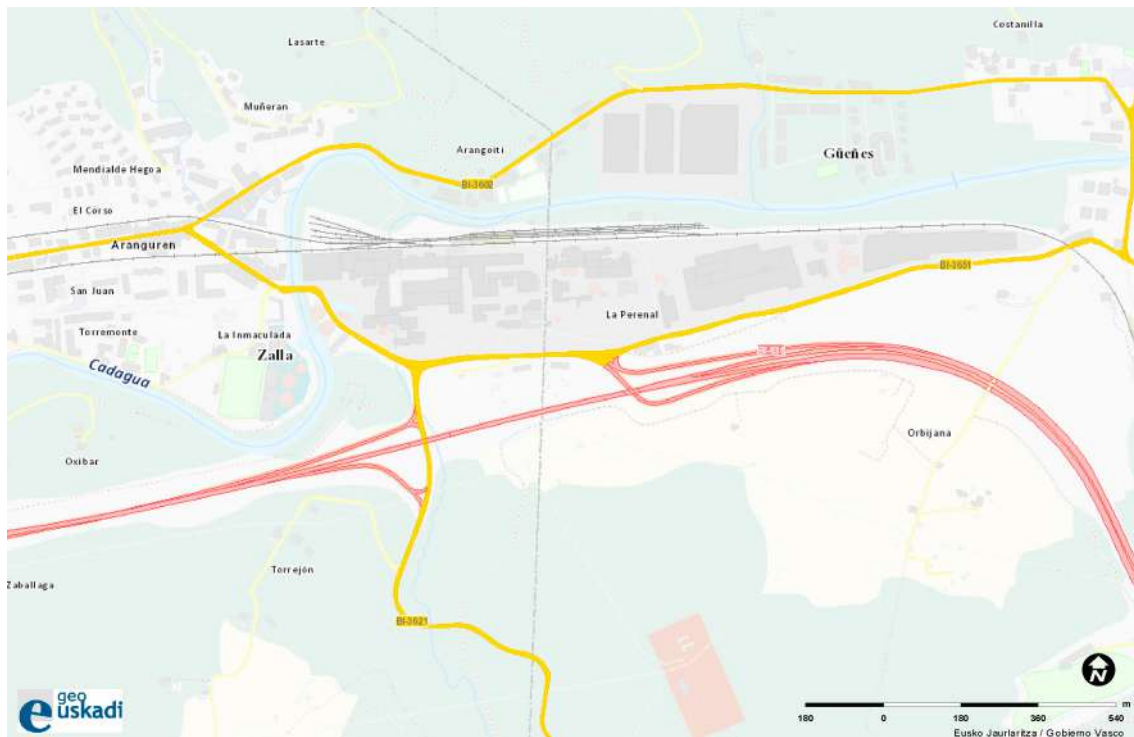 Costanilla
Lasarte
Muñeran
Arangoiti
Güeñes
Mendialde Hegoa
BI-3602
El Corso
Aranguren
BI-3651
San Juan
La Perenal
Torremonte
La Inmaculada
Zalla
Cadagua
Orbijana
Oxibar
Torrejón
Zaballaga
BI-3621
geo
euskadi
N
180 0 180 360 540 m
Eusko Jaurlaritza / Gobierno Vasco